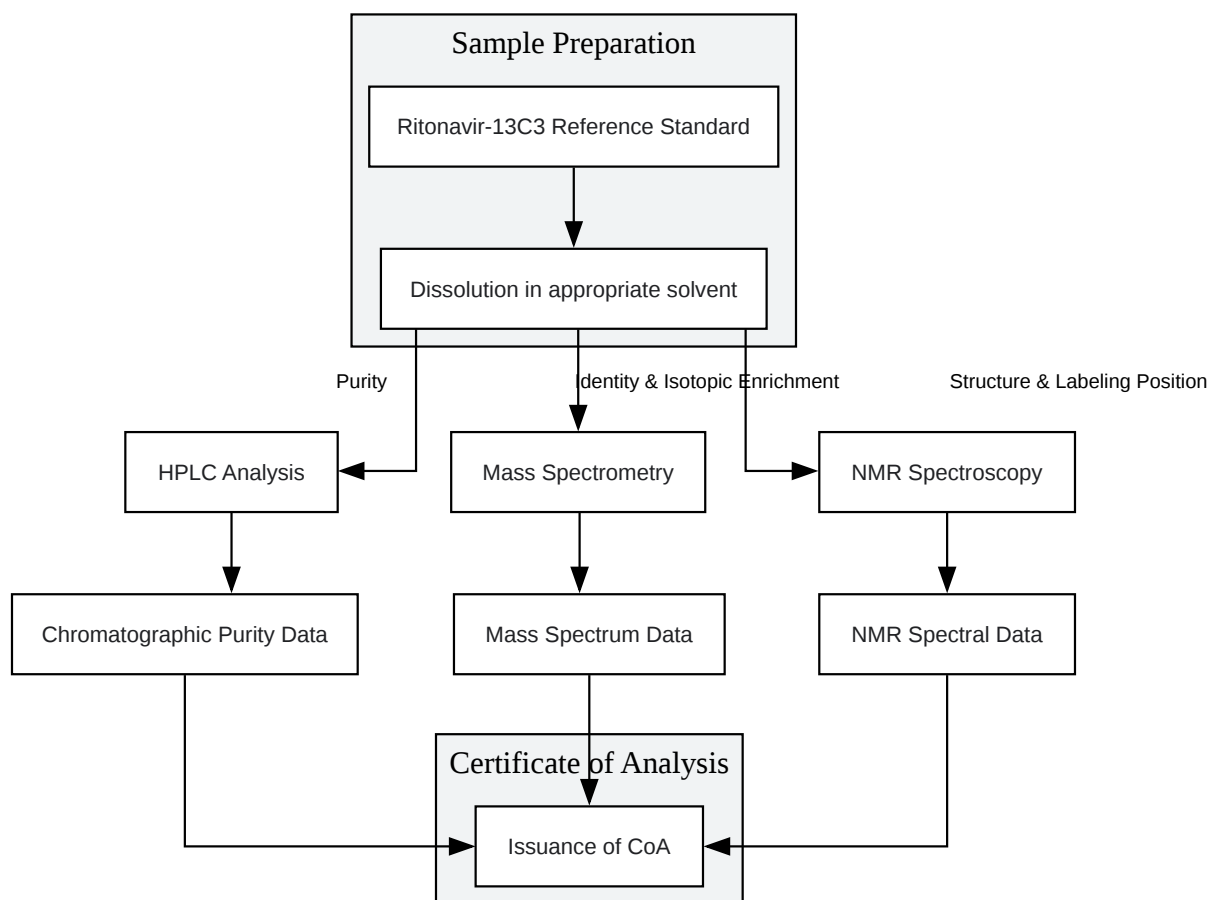 Sample Preparation
Ritonavir-13C3 Reference Standard
Dissolution in appropriate solvent
Purity
Identity & Isotopic Enrichment
Structure & Labeling Position
HPLC Analysis
Mass Spectrometry
NMR Spectroscopy
Chromatographic Purity Data
Mass Spectrum Data
NMR Spectral Data
Certificate of Analysis
Issuance of CoA